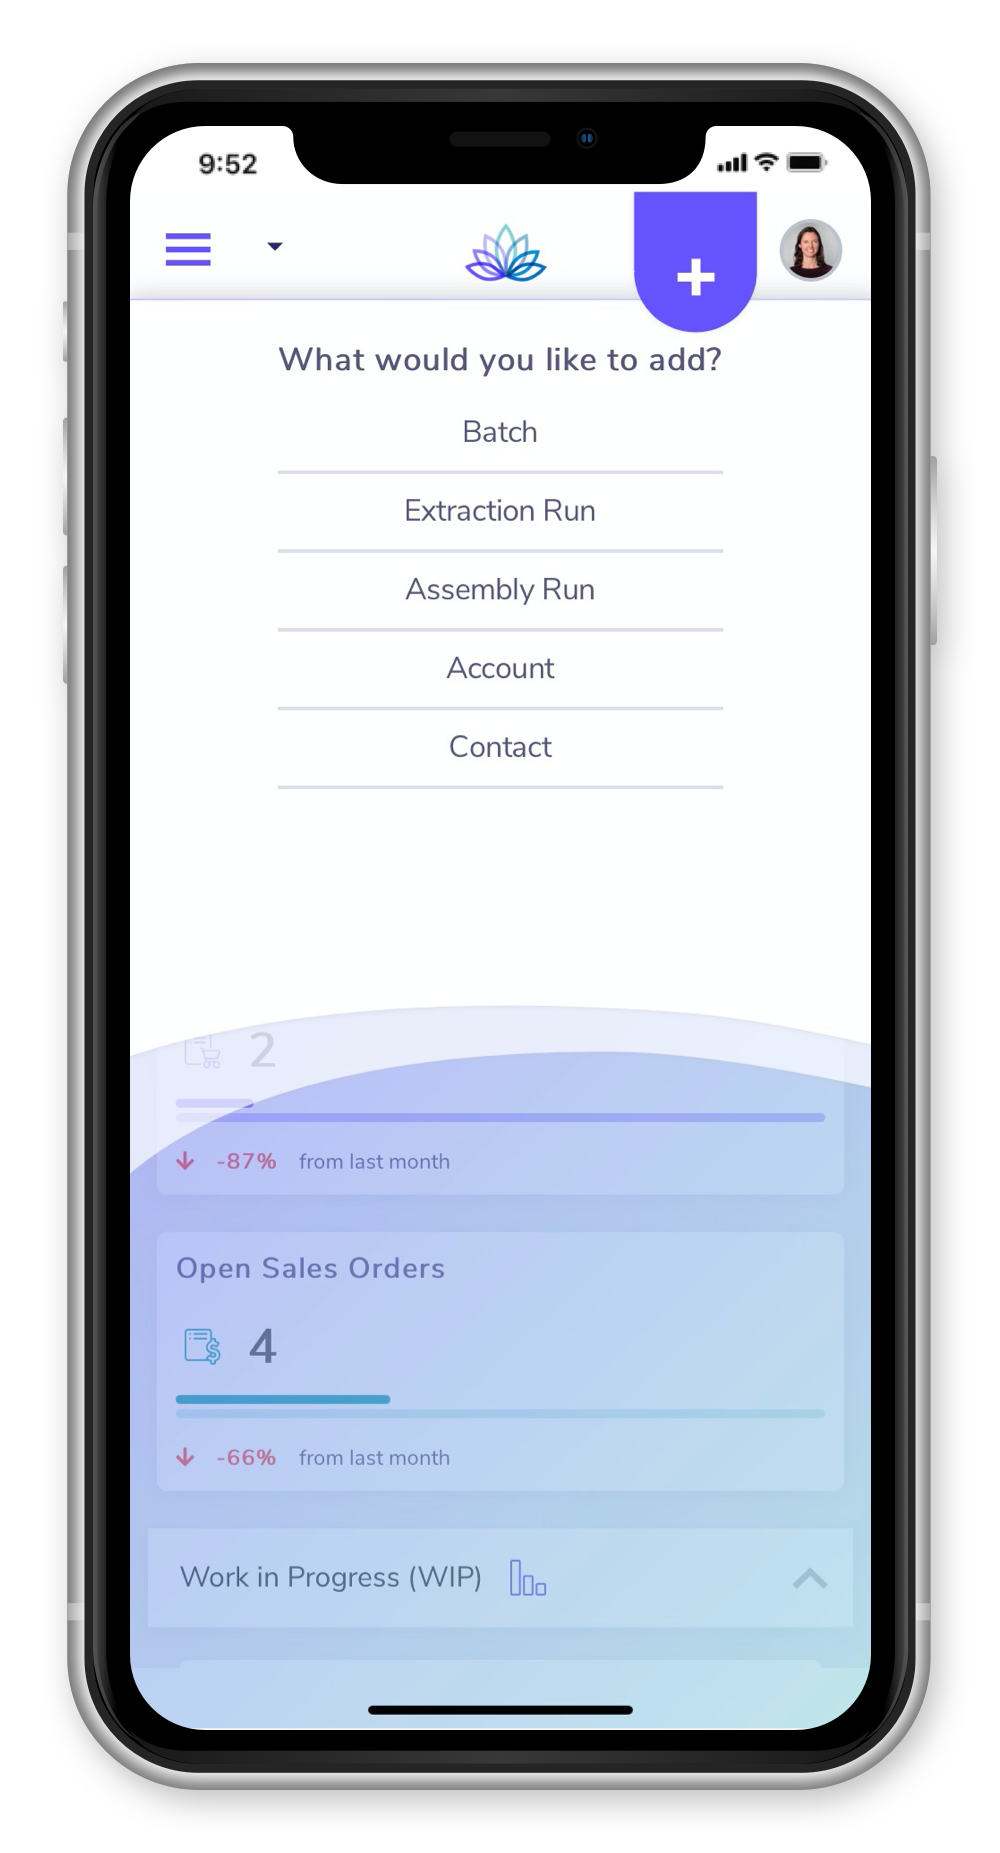 9:52
What would you like to add?
Batch
Extraction Run
Assembly Run
Account
Contact
2
-87% from last month
Open Sales Orders
4
-66% from last month
Work in Progress (WIP)